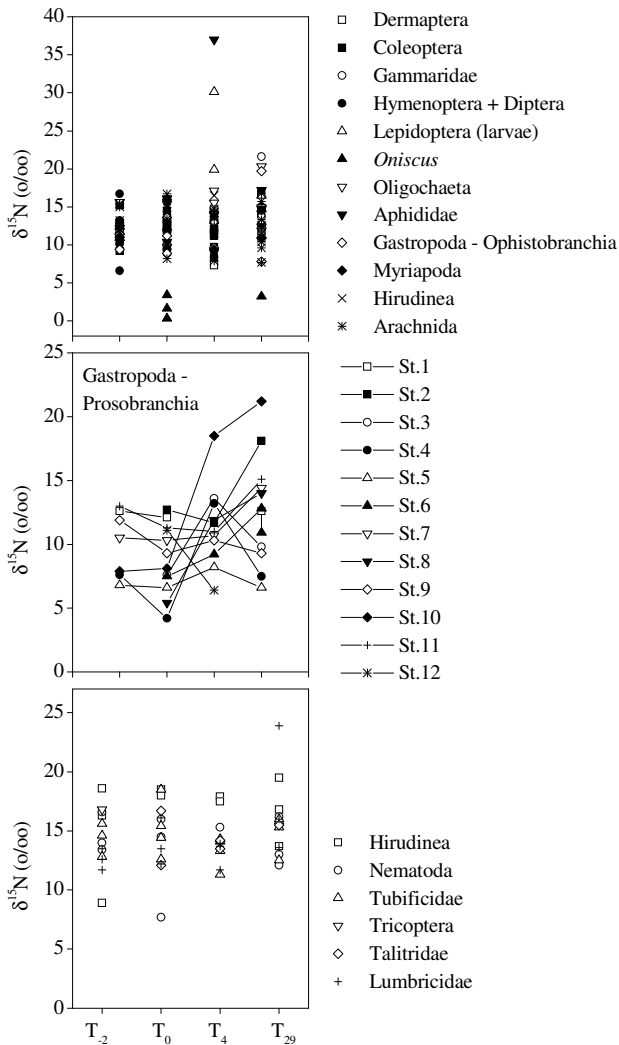 40
35
30
25
20
15
10
5
0
δ¹⁵N (o/oo)
Dermaptera
Coleoptera
Gammaridae
Hymenoptera + Diptera
Lepidoptera (larvae)
Oniscus
Oligochaeta
Aphididae
Gastropoda - Ophistobranchia
Myriapoda
Hirudinea
Arachnida
25
20
15
10
5
0
δ¹⁵N (o/oo)
Gastropoda -
Prosobranchia
St.1
St.2
St.3
St.4
St.5
St.6
St.7
St.8
St.9
St.10
St.11
St.12
25
20
15
10
5
0
δ¹⁵N (o/oo)
T₋₂ T₀ T₄ T₂₉
Hirudinea
Nematoda
Tubificidae
Tricoptera
Talitridae
Lumbricidae